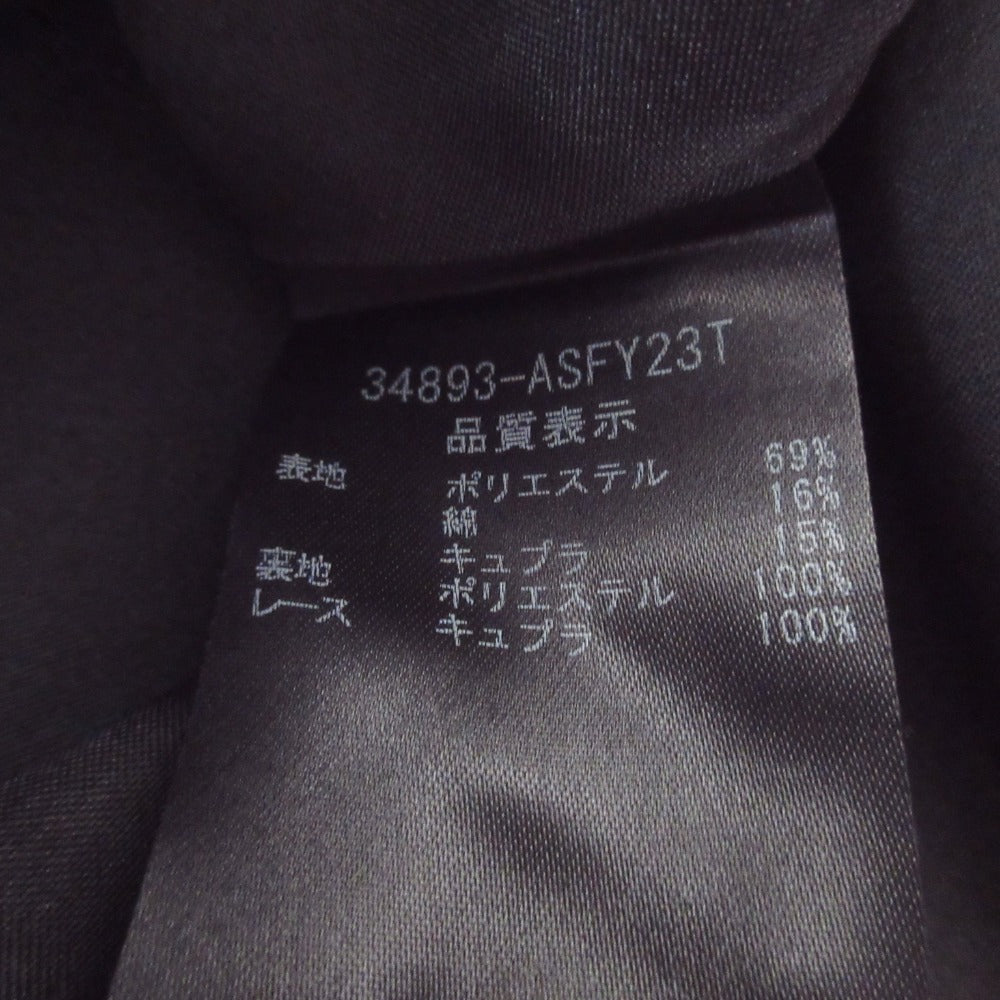 34893-ASFY23T
品質表示
表地 ポリエステル 69%
綿 16%
キュプラ 15%
裏地 ポリエステル 100%
レース キュプラ 100%